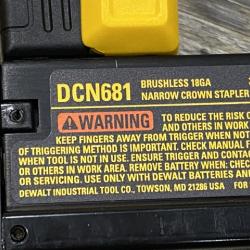 DCN681 BRUSHLESS 18GA
NARROW CROWN STAPLER
WARNING TO REDUCE THE RISK O
AND OTHERS IN WORK
KEEP FINGERS AWAY FROM TRIGGER WHEN NOT
OF TRIGGERING METHOD IS IMPORTANT. CHECK MANUAL F
WHEN TOOL IS NOT IN USE. ENSURE TRIGGER AND CONTAC
OR OTHERS IN WORK AREA. REMOVE BATTERY WHEN: CHEC
OR SERVICING. USE ONLY WITH DEWALT BATTERIES AND
DEWALT INDUSTRIAL TOOL CO., TOWSON, MD 21286 USA FOR